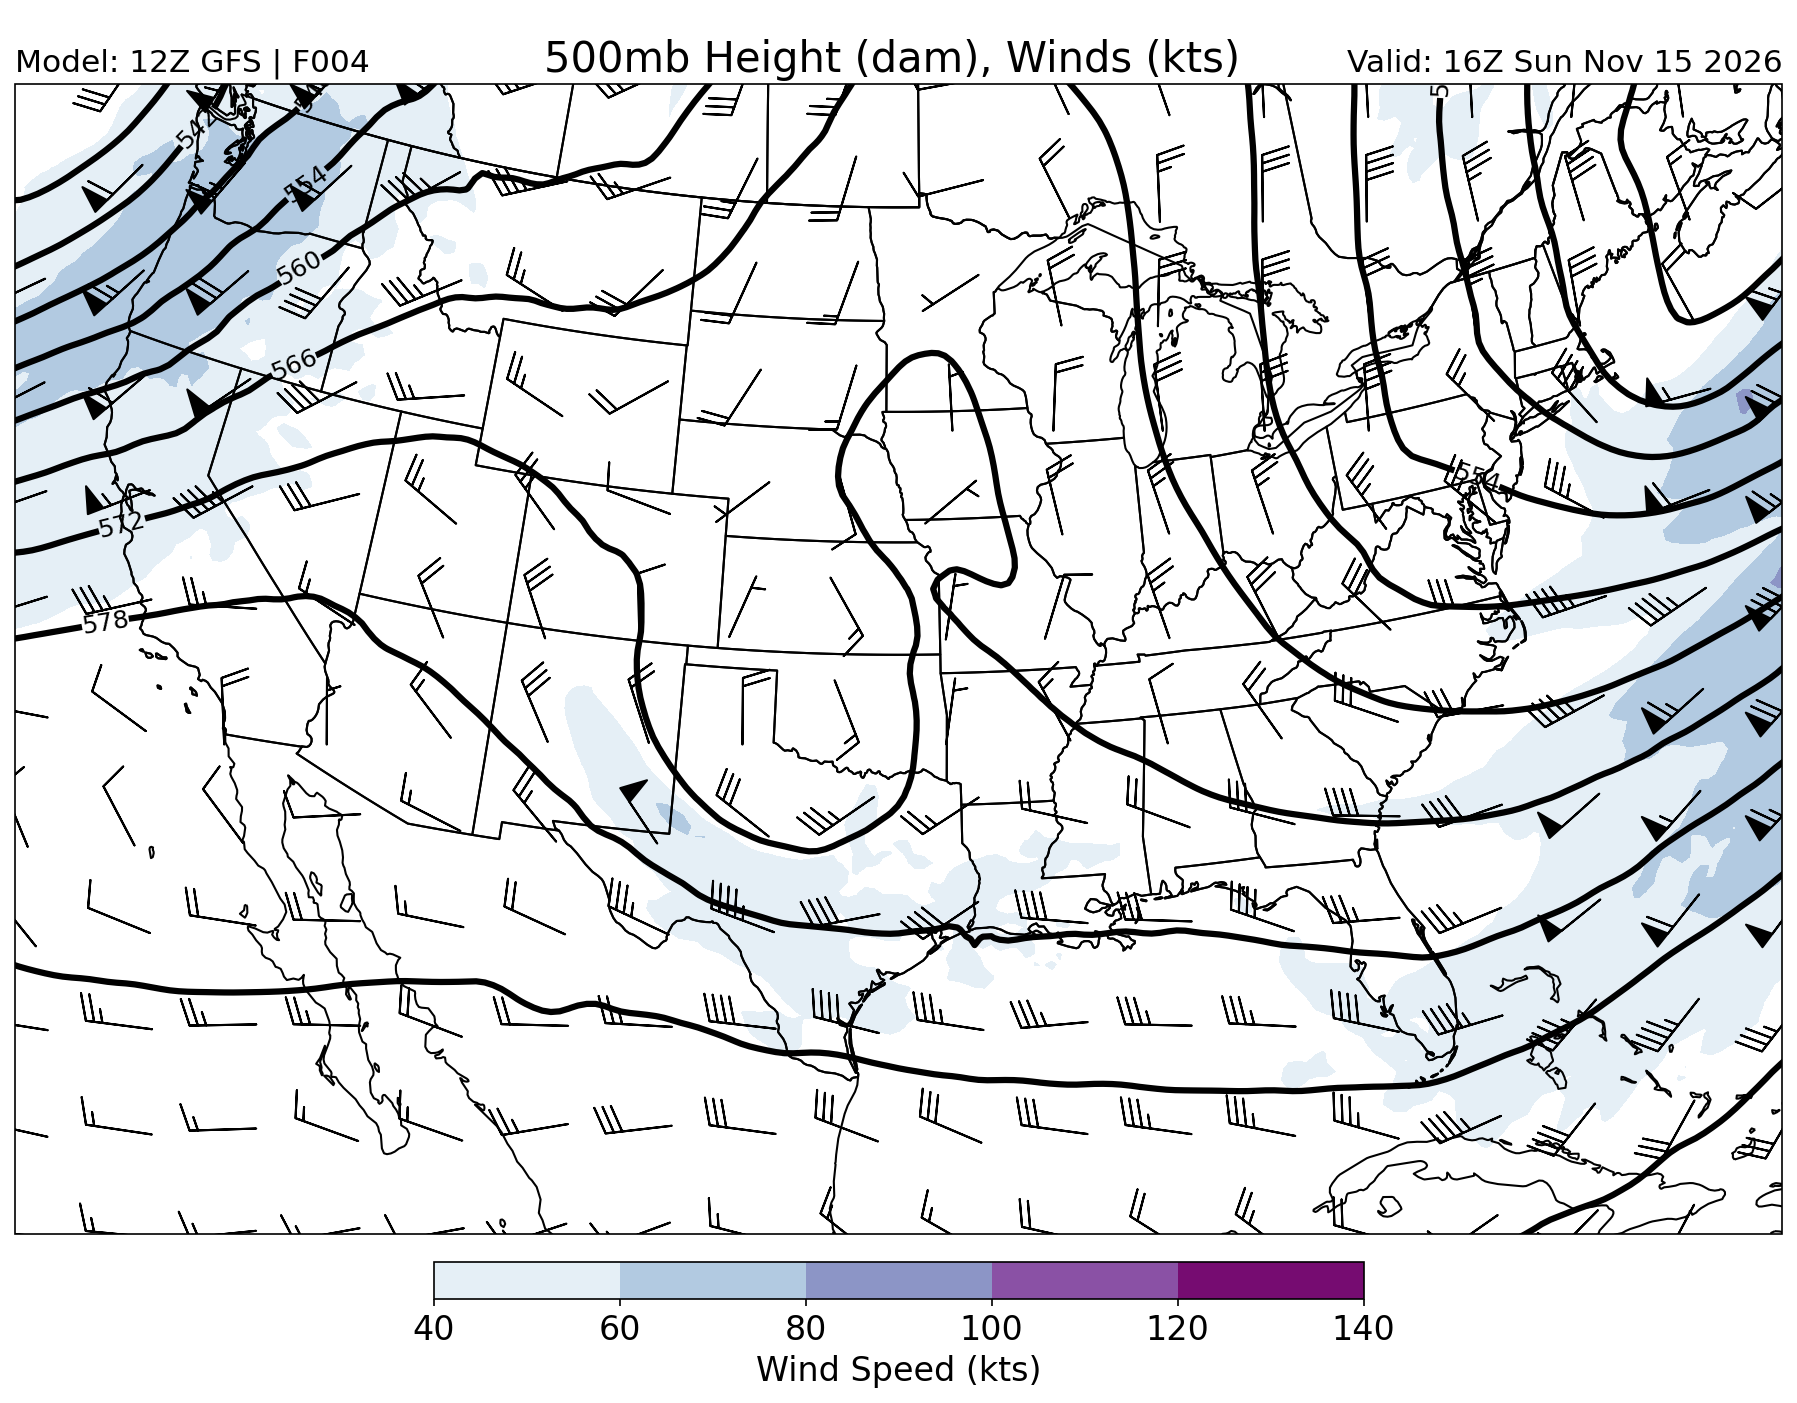 500mb Height (dam), Winds (kts)
Model: 12Z GFS | F004
Valid: 16Z Sun Nov 15 2026
542
554
560
566
572
578
554
40 60 80 100 120 140
Wind Speed (kts)